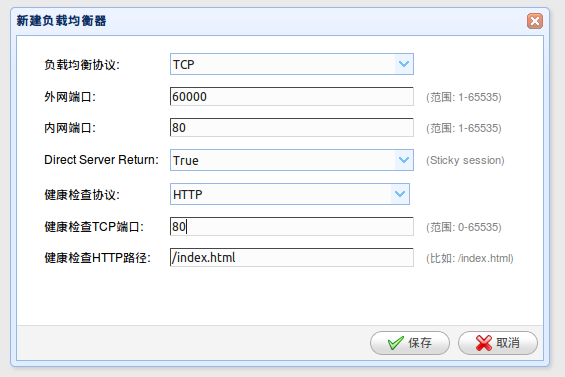 新建负载均衡器
负载均衡协议: TCP
外网端口: 60000 (范围: 1-65535)
内网端口: 80 (范围: 1-65535)
Direct Server Return: True (Sticky session)
健康检查协议: HTTP
健康检查TCP端口: 80 (范围: 0-65535)
健康检查HTTP路径: /index.html (比如: /index.html)
保存 取消